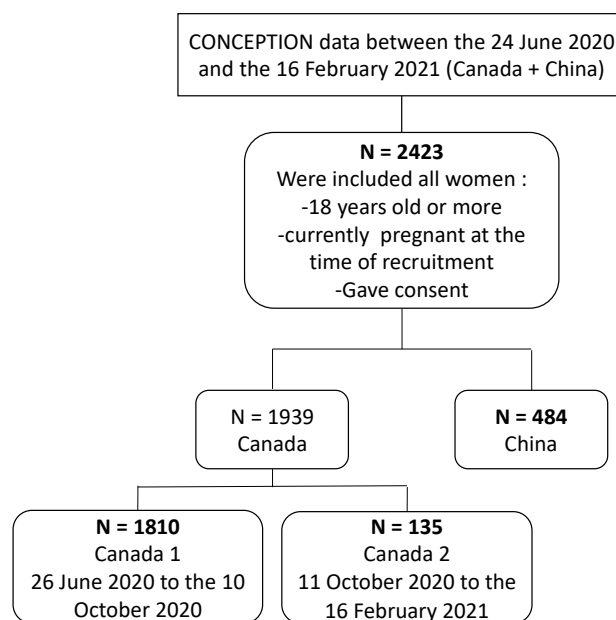 CONCEPTION data between the 24 June 2020
and the 16 February 2021 (Canada + China)
N = 2423
Were included all women :
-18 years old or more
-currently pregnant at the
time of recruitment
-Gave consent
N = 1939
Canada
N = 484
China
N = 1810
Canada 1
26 June 2020 to the 10
October 2020
N = 135
Canada 2
11 October 2020 to the
16 February 2021